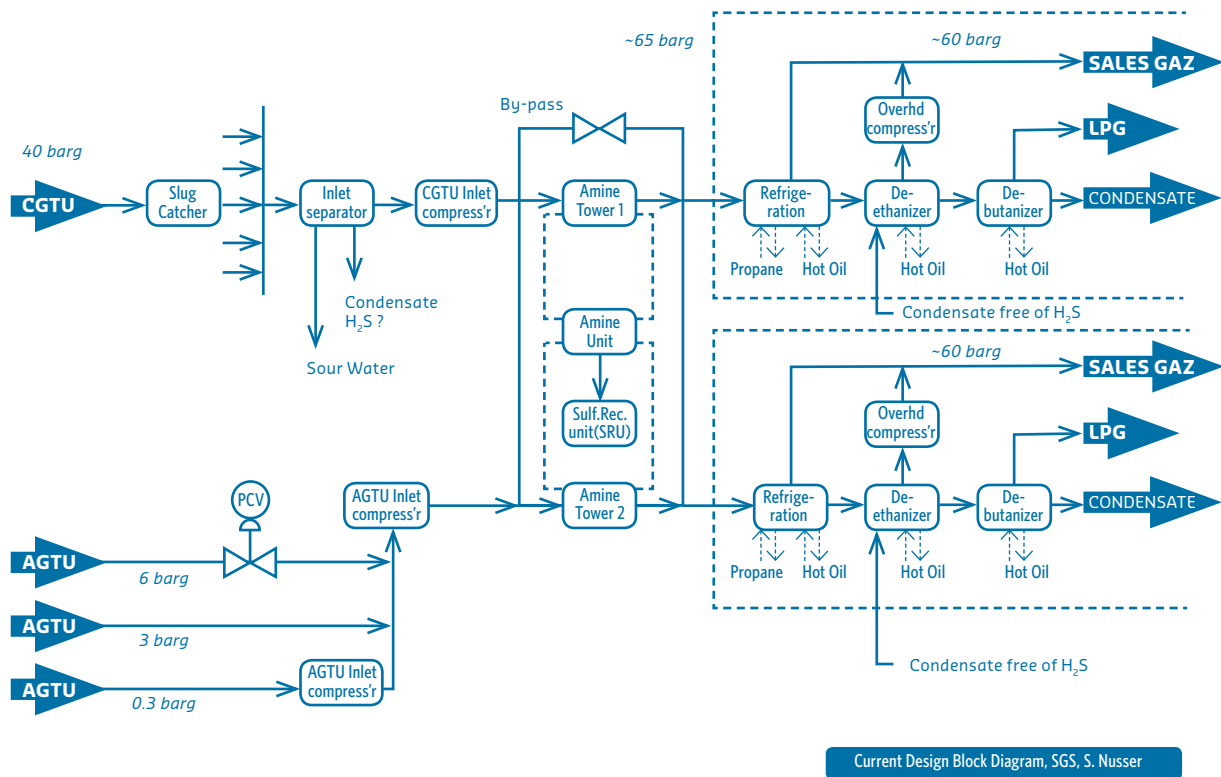 ~65 barg
~60 barg
SALES GAZ
By-pass
Overhd
compress'r
LPG
40 barg
CGTU
Slug
Catcher
Inlet
separator
CGTU Inlet
compress'r
Amine
Tower 1
Refrige-
ration
De-
ethanizer
De-
butanizer
CONDENSATE
Propane
Hot Oil
Hot Oil
Hot Oil
Condensate
H₂S ?
Sour Water
Condensate free of H₂S
Amine
Unit
Sulf.Rec.
unit(SRU)
~60 barg
SALES GAZ
Overhd
compress'r
LPG
PCV
AGTU Inlet
compress'r
Amine
Tower 2
Refrige-
ration
De-
ethanizer
De-
butanizer
CONDENSATE
Propane
Hot Oil
Hot Oil
Hot Oil
AGTU
6 barg
AGTU
3 barg
AGTU
0.3 barg
AGTU Inlet
compress'r
Condensate free of H₂S
Current Design Block Diagram, SGS, S. Nusser